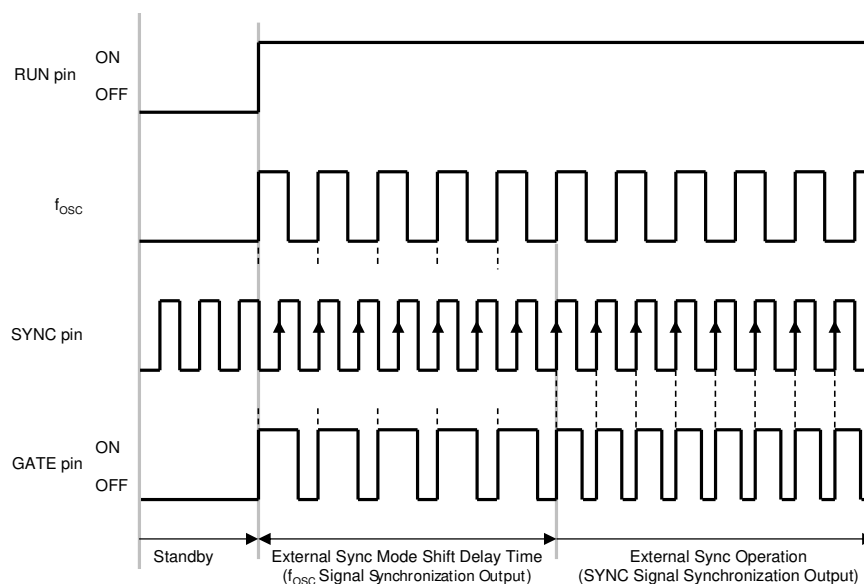 RUN pin
ON
OFF
fOSC
SYNC pin
GATE pin
ON
OFF
Standby
External Sync Mode Shift Delay Time
(fOSC Signal Synchronization Output)
External Sync Operation
(SYNC Signal Synchronization Output)